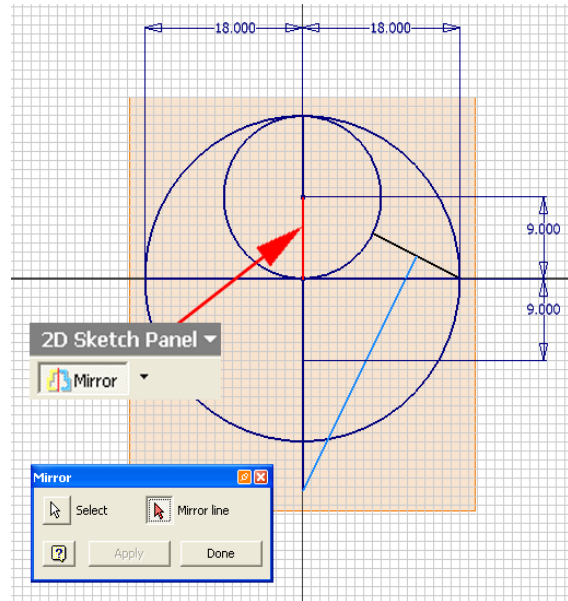 18.000 18.000
9.000
9.000
2D Sketch Panel
Mirror
Mirror
Select Mirror line
? Apply Done